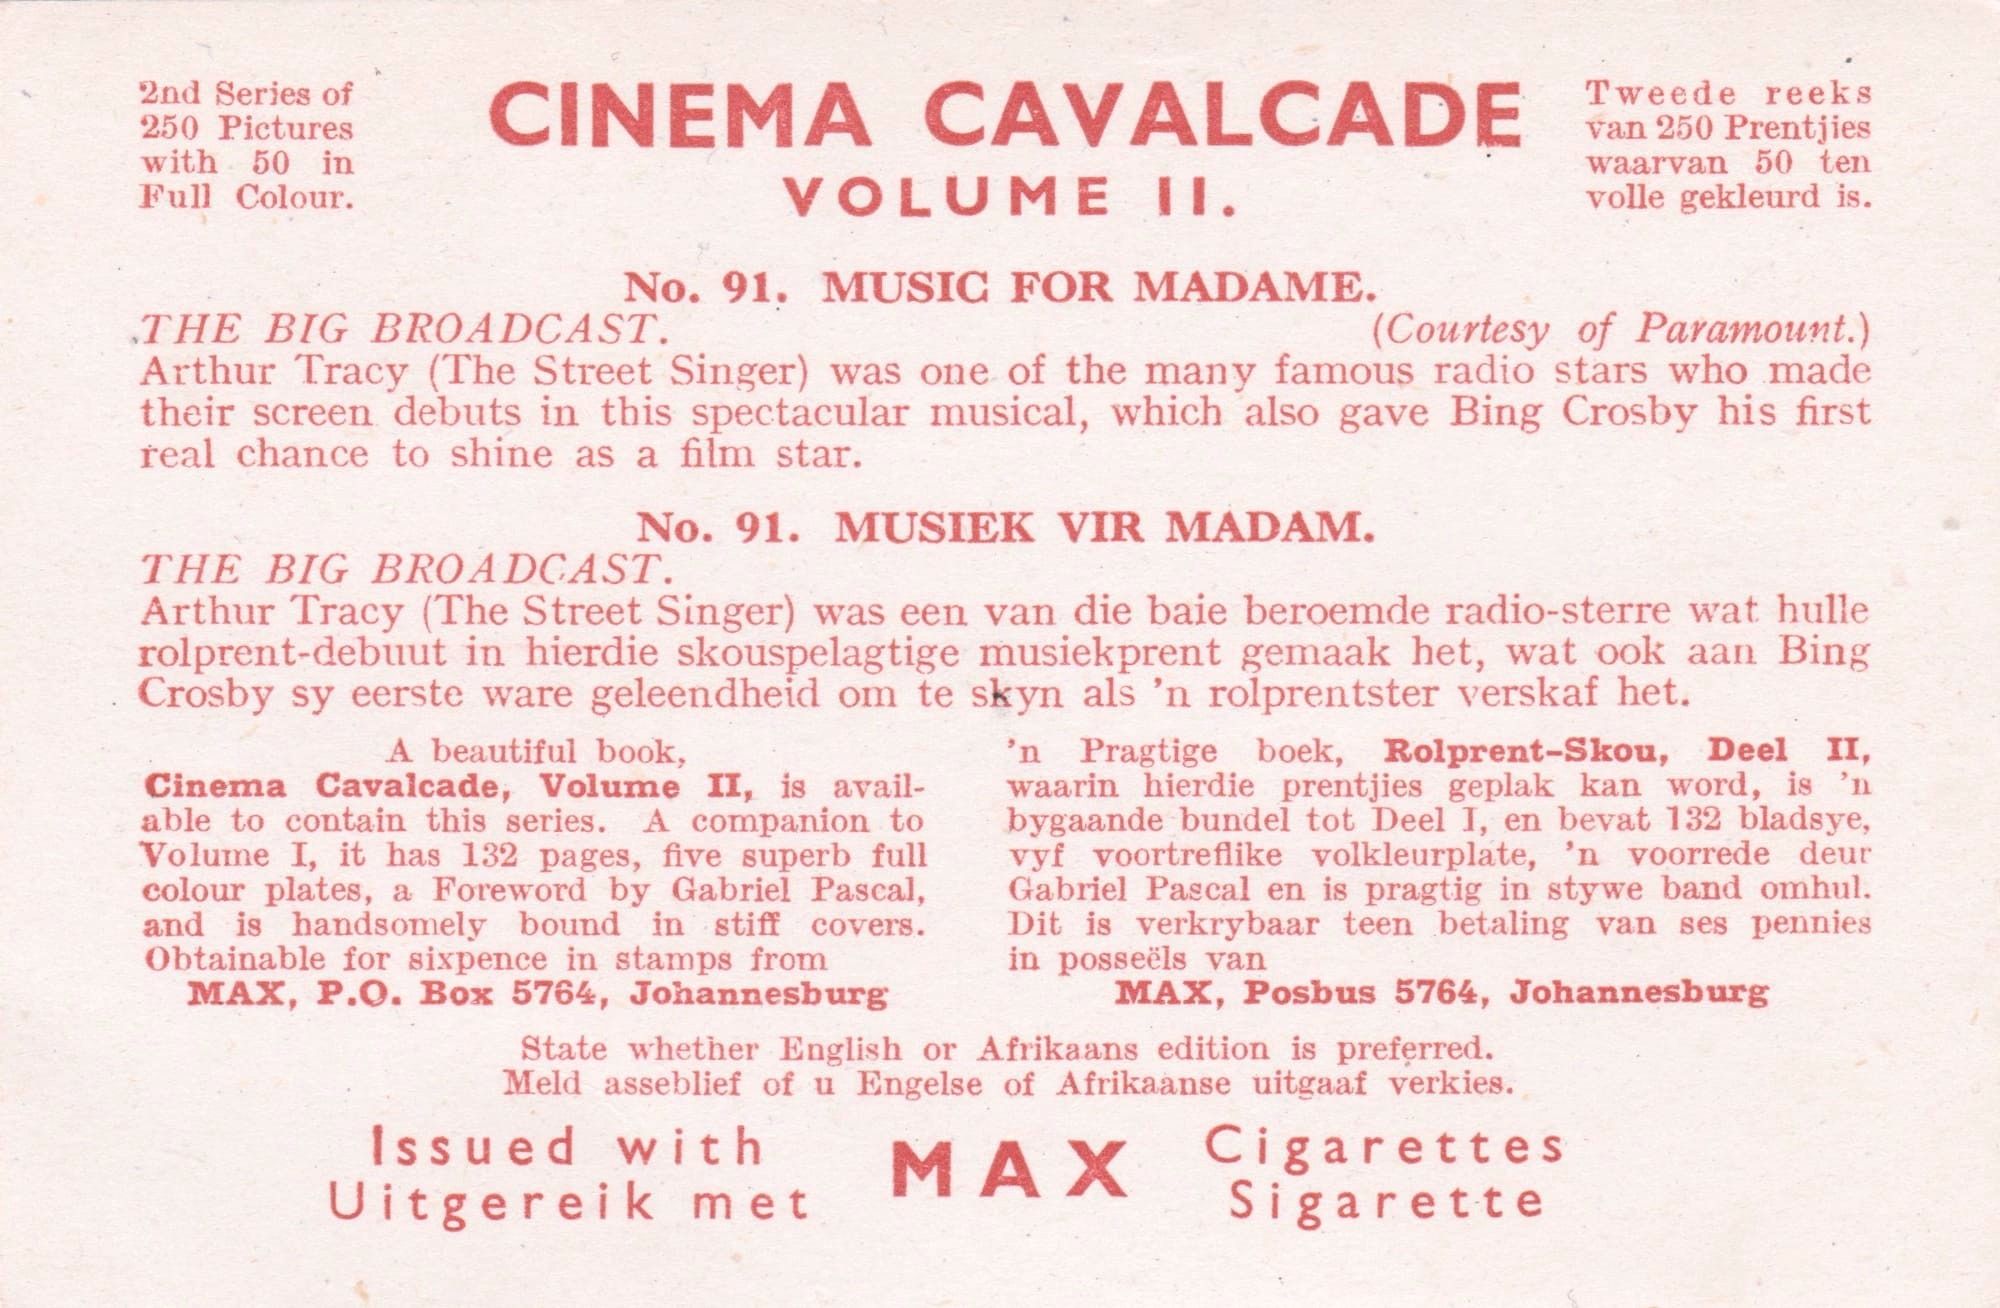 2nd Series of
250 Pictures
with 50 in
Full Colour.
CINEMA CAVALCADE
VOLUME II.
Tweede reeks
van 250 Prentjies
waarvan 50 ten
volle gekleurd is.
No. 91. MUSIC FOR MADAME.
THE BIG BROADCAST. (Courtesy of Paramount.)
Arthur Tracy (The Street Singer) was one of the many famous radio stars who made
their screen debuts in this spectacular musical, which also gave Bing Crosby his first
real chance to shine as a film star.
No. 91. MUSIEK VIR MADAM.
THE BIG BROADCAST.
Arthur Tracy (The Street Singer) was een van die baie beroemde radio-sterre wat hulle
rolprent-debuut in hierdie skouspelagtige musiekprent gemaak het, wat ook aan Bing
Crosby sy eerste ware geleendheid om te skyn als 'n rolprentster verskaf het.
A beautiful book,
Cinema Cavalcade, Volume II, is avail-
able to contain this series. A companion to
Volume I, it has 132 pages, five superb full
colour plates, a Foreword by Gabriel Pascal,
and is handsomely bound in stiff covers.
Obtainable for sixpence in stamps from
MAX, P.O. Box 5764, Johannesburg
'n Pragtige boek, Rolprent-Skou, Deel II,
waarin hierdie prentjies geplak kan word, is 'n
bygaande bundel tot Deel I, en bevat 132 bladsye,
vyf voortreflike volkleurplate, 'n voorrede deur
Gabriel Pascal en is pragtig in stywe band omhul.
Dit is verkrybaar teen betaling van ses pennies
in posseëls van
MAX, Posbus 5764, Johannesburg
State whether English or Afrikaans edition is preferred.
Meld asseblief of u Engelse of Afrikaanse uitgaaf verkies.
Issued with
Uitgereik met
MAX
Cigarettes
Sigarette